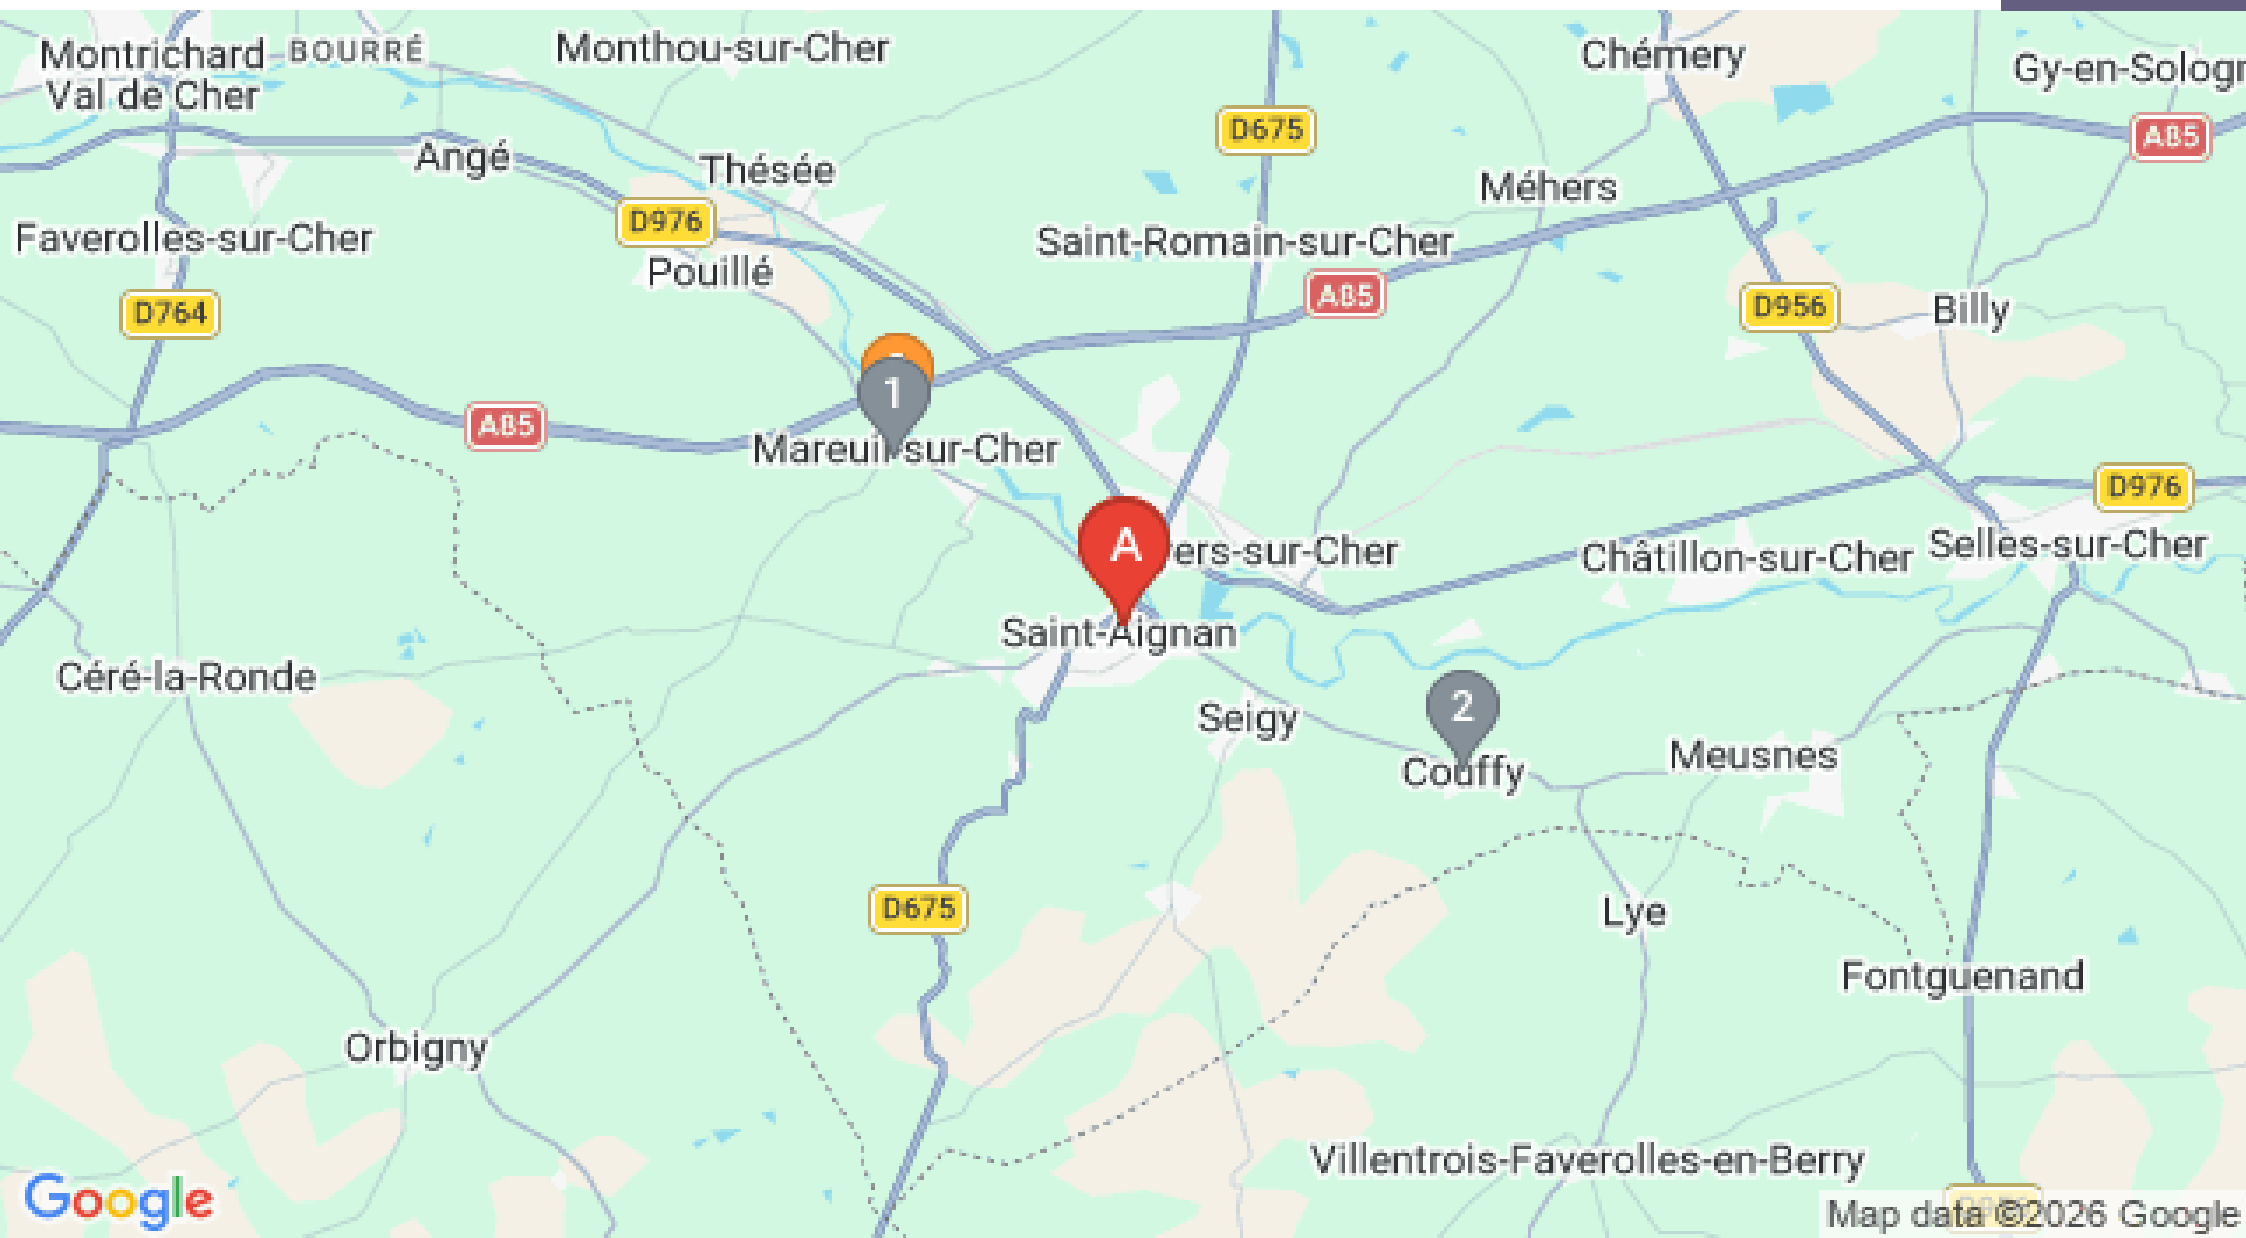 Montrichard
Val de Cher
BOURRÉ
Monthou-sur-Cher
Chémery
Gy-en-Sologn
A85
D675
Angé
Thésée
Méhers
D976
Faverolles-sur-Cher
Saint-Romain-sur-Cher
Pouillé
A85
D764
D956
Billy
1
A85
Mareuil-sur-Cher
D976
A
ers-sur-Cher
Châtillon-sur-Cher
Selles-sur-Cher
Saint-Aignan
Céré-la-Ronde
2
Seigy
Couffy
Meusnes
D675
Lye
Fontguenand
Orbigny
Villentrois-Faverolles-en-Berry
Google
Map data ©2026 Google